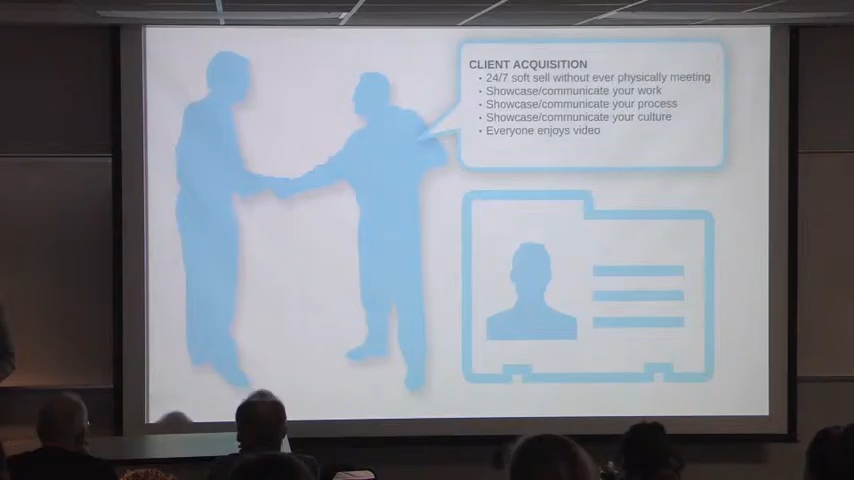 CLIENT ACQUISITION
• 24/7 soft sell without ever physically meeting
• Showcase/communicate your work
• Showcase/communicate your process
• Showcase/communicate your culture
• Everyone enjoys video